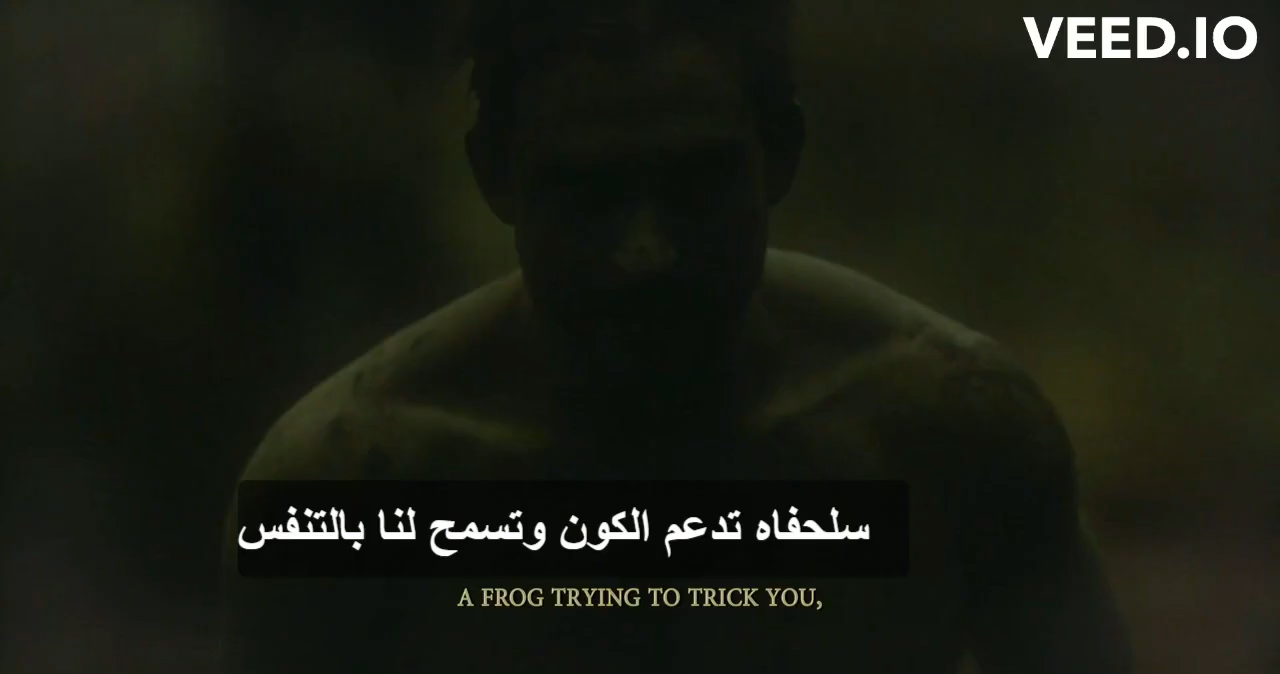 VEED.IO
سلحفاه تدعم الكون وتسمح لنا بالتنفس
A FROG TRYING TO TRICK YOU,